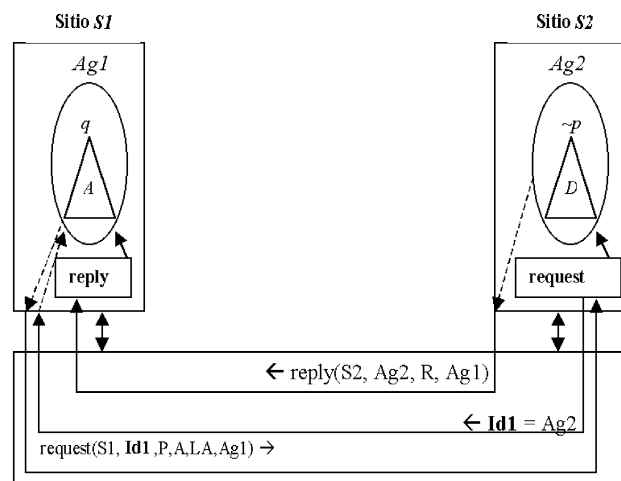 Sitio S1
Sitio S2
Ag1
Ag2
q
~p
A
D
reply
request
← reply(S2, Ag2, R, Ag1)
← Id1 = Ag2
request(S1, Id1 ,P,A,LA,Ag1) →